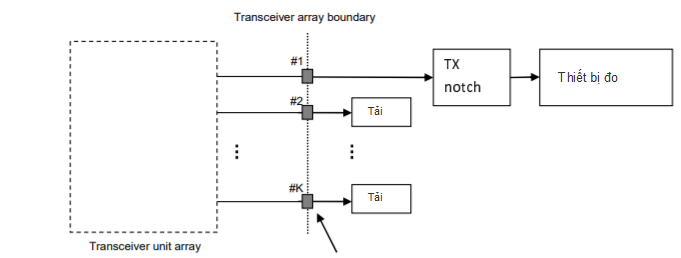 Transceiver array boundary
#1
TX
notch
Thiết bị đo
#2
Tải
#K
Tải
Transceiver unit array